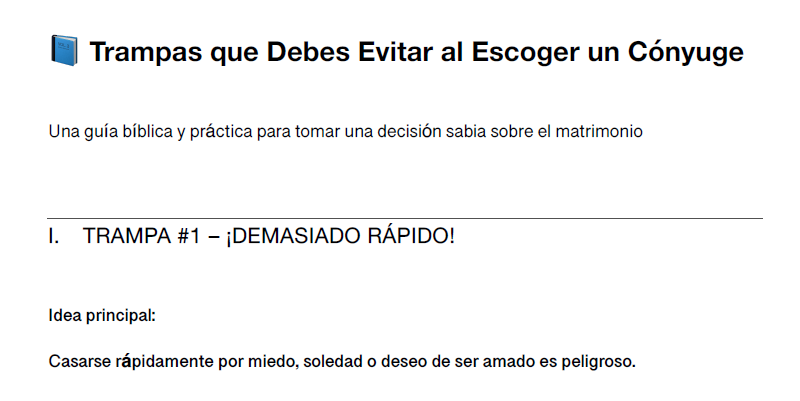 📘 Trampas que Debes Evitar al Escoger un Cónyuge
Una guía bíblica y práctica para tomar una decisión sabia sobre el matrimonio
I. TRAMPA #1 – ¡DEMASIADO RÁPIDO!
Idea principal:
Casarse rápidamente por miedo, soledad o deseo de ser amado es peligroso.